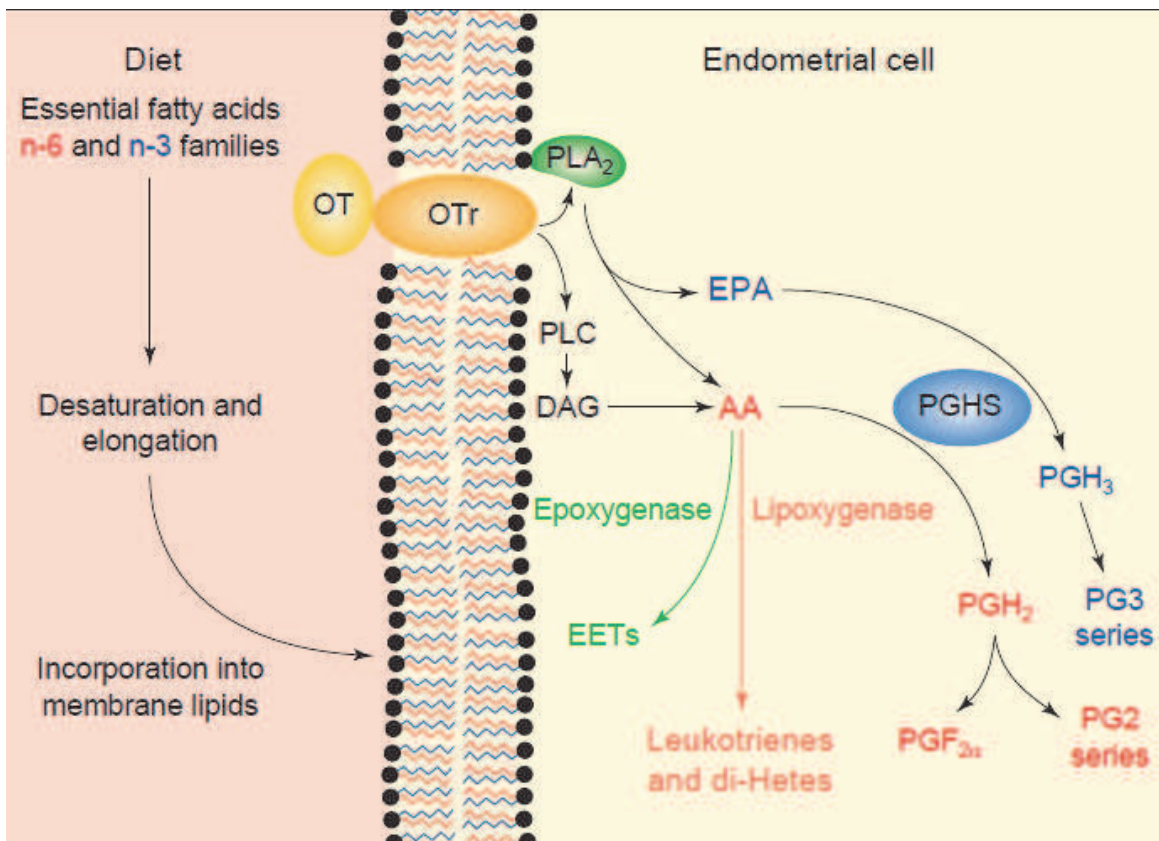 Diet
Essential fatty acids
n-6 and n-3 families
Desaturation and
elongation
Incorporation into
membrane lipids
OT
OTr
Endometrial cell
PLA₂
EPA
PLC
DAG
AA
PGHS
PGH₃
Epoxygenase
Lipoxygenase
EETs
PGH₂
PG3
series
Leukotrienes
and di-Hetes
PGF₂α
PG2
series